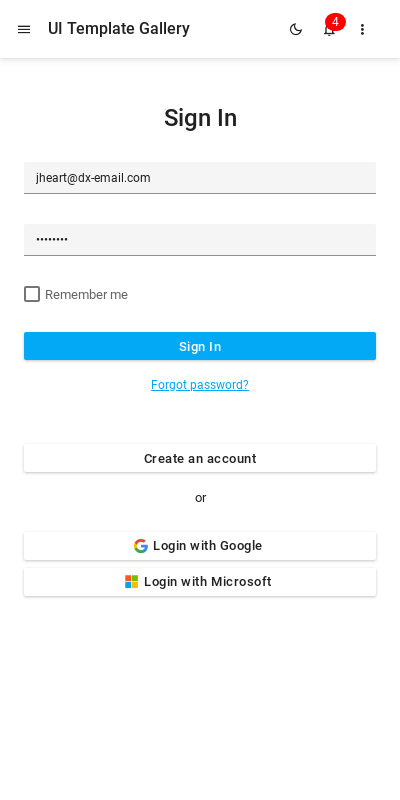 UI Template Gallery
4
Sign In
jheart@dx-email.com
••••••••
Remember me
Sign In
Forgot password?
Create an account
or
Login with Google
Login with Microsoft